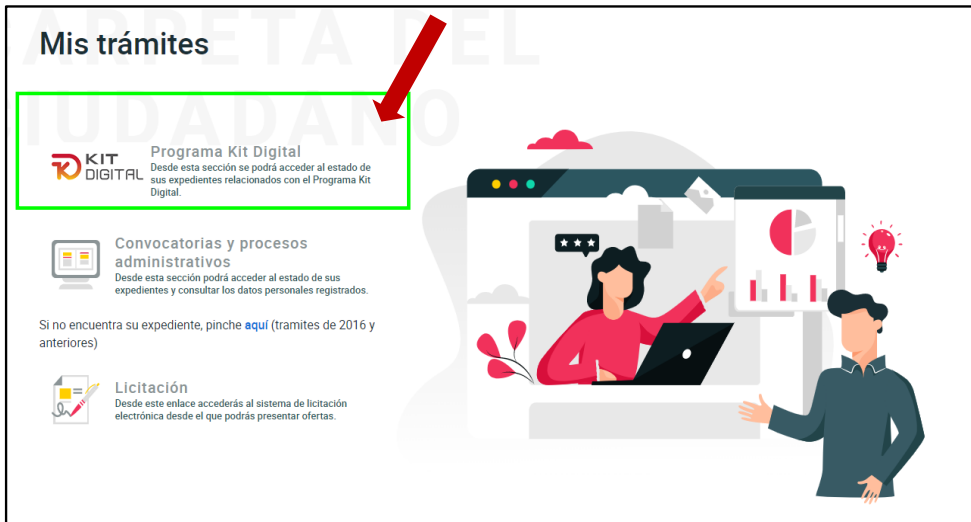 CARPETA DEL
CIUDADANO
Mis trámites
KIT
DIGITAL
Programa Kit Digital
Desde esta sección se podrá acceder al estado de
sus expedientes relacionados con el Programa Kit
Digital.
Convocatorias y procesos
administrativos
Desde esta sección podrá acceder al estado de sus
expedientes y consultar los datos personales registrados.
Si no encuentra su expediente, pinche aquí (tramites de 2016 y
anteriores)
Licitación
Desde este enlace accederás al sistema de licitación
electrónica desde el que podrás presentar ofertas.